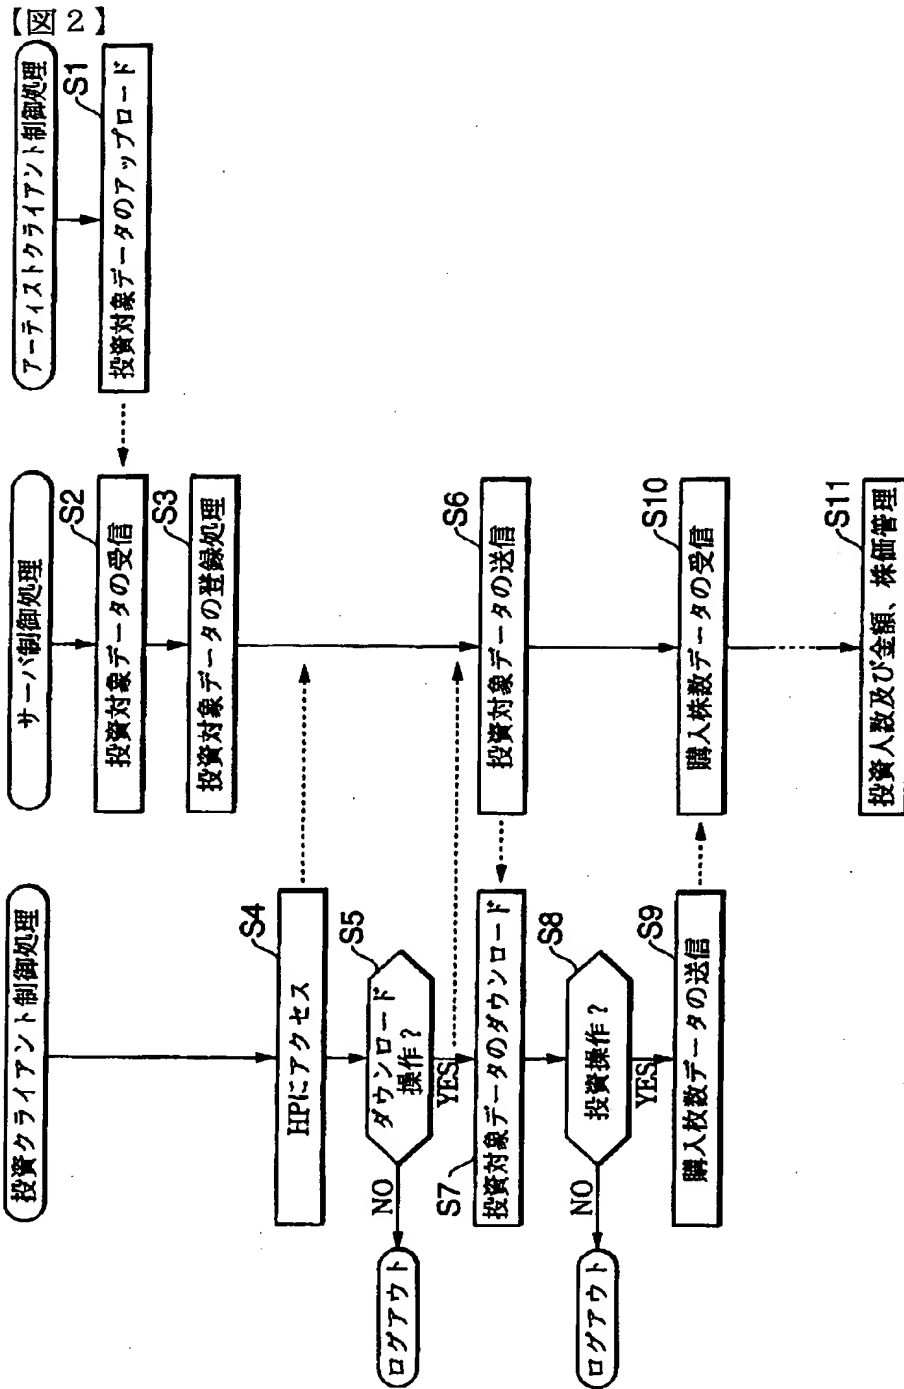 【図２】
投資クライアント制御処理
サーバ制御処理
アーティストクライアント制御処理
S1
投資対象データのアップロード
S2
投資対象データの受信
S3
投資対象データの登録処理
S4
HPにアクセス
S5
ダウンロード
操作？
YES
NO
ログアウト
S6
投資対象データの送信
S7
投資対象データのダウンロード
S8
投資操作？
YES
NO
ログアウト
S9
購入枚数データの送信
S10
購入株数データの受信
S11
投資人数及び金額、株価管理